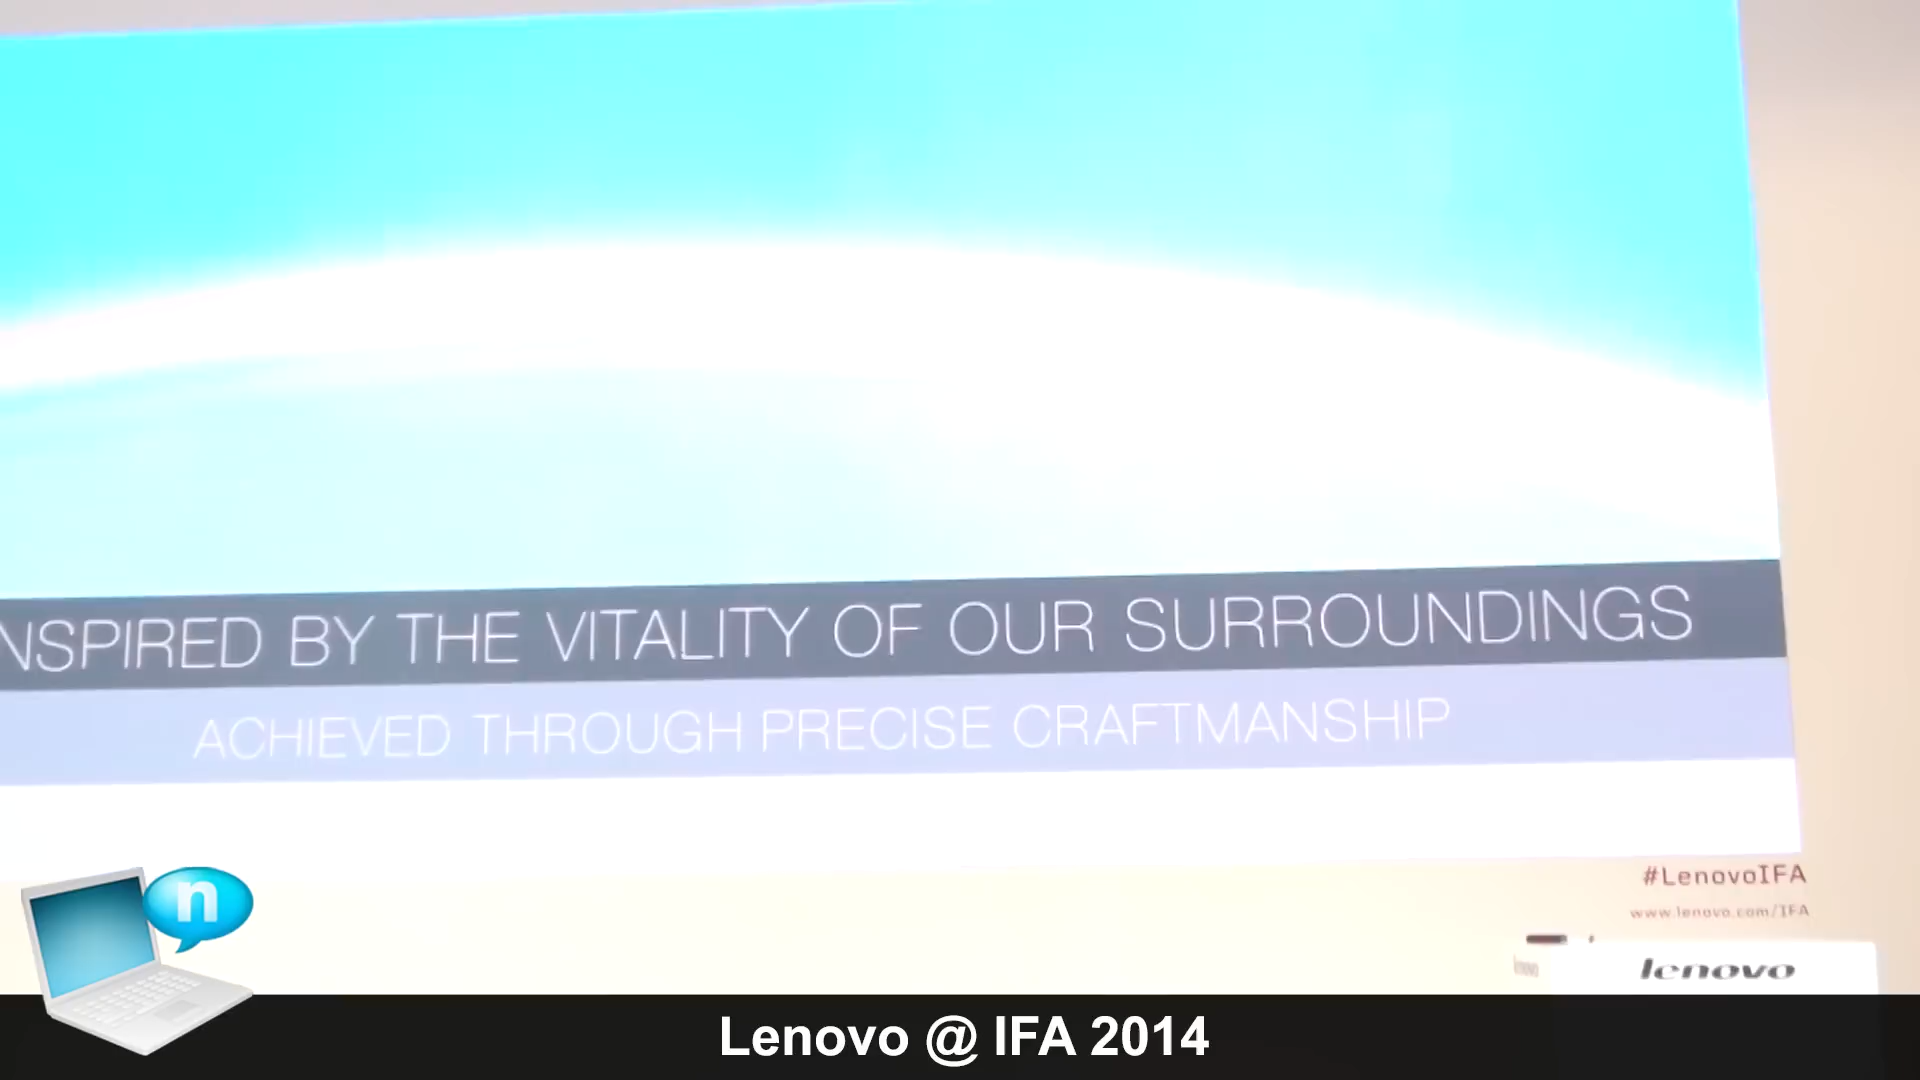 NSPIRED BY THE VITALITY OF OUR SURROUNDINGS
ACHIEVED THROUGH PRECISE CRAFTMANSHIP
#LenovoIFA
www.lenovo.com/IFA
lenovo
lenovo
n
Lenovo @ IFA 2014